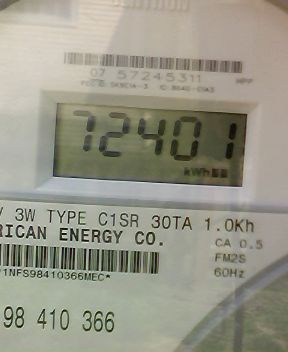 07 57245311
72401
kWh
V 3W TYPE C1SR 30TA 1.0Kh
RICAN ENERGY CO.
CA 0.5
FM2S
60Hz
1NFS98410366MEC*
98 410 366